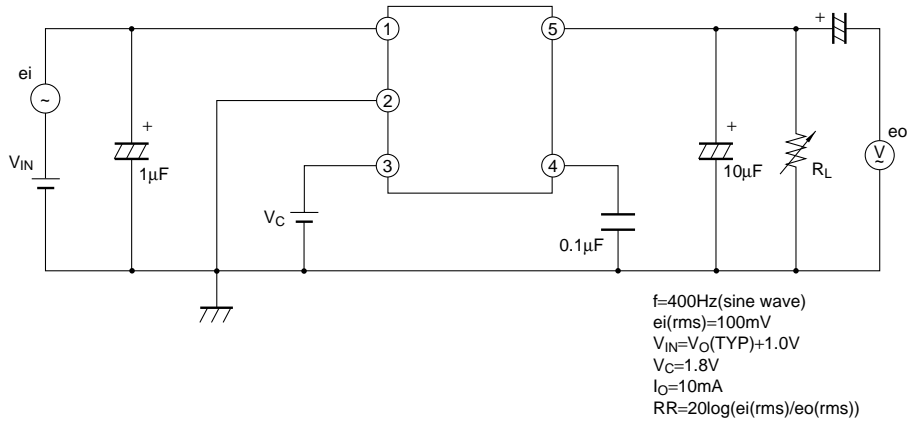 +
1
5
ei
~
2
+
+
eo
V
~
VIN
1μF
3
4
10μF
RL
VC
0.1μF
f=400Hz(sine wave)
ei(rms)=100mV
VIN=VO(TYP)+1.0V
VC=1.8V
IO=10mA
RR=20log(ei(rms)/eo(rms))